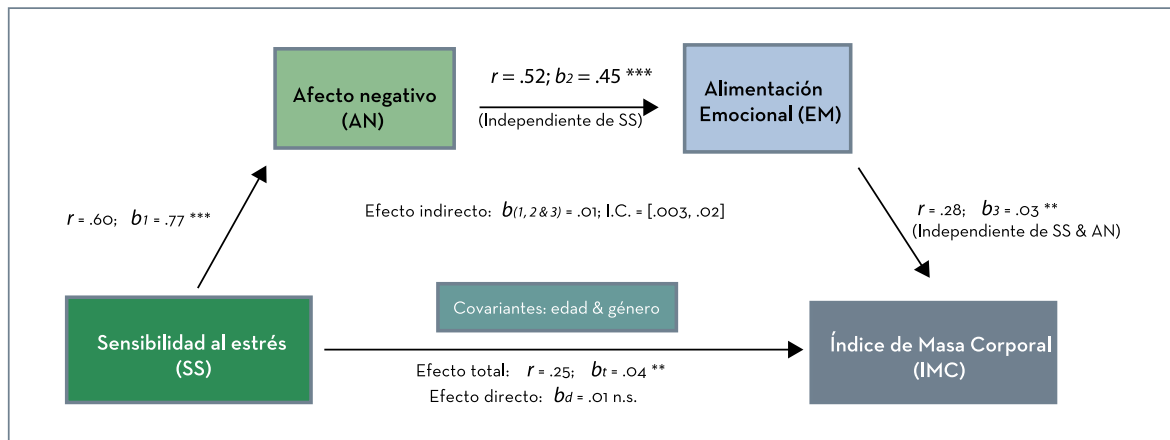 Afecto negativo
(AN)
r = .52; b2 = .45 ***
(Independiente de SS)
Alimentación
Emocional (EM)
r = .60; b1 = .77 ***
Efecto indirecto: b(1, 2 & 3) = .01; I.C. = [.003, .02]
r = .28; b3 = .03 **
(Independiente de SS & AN)
Sensibilidad al estrés
(SS)
Covariantes: edad & género
Efecto total: r = .25; bt = .04 **
Efecto directo: bd = .01 n.s.
Índice de Masa Corporal
(IMC)